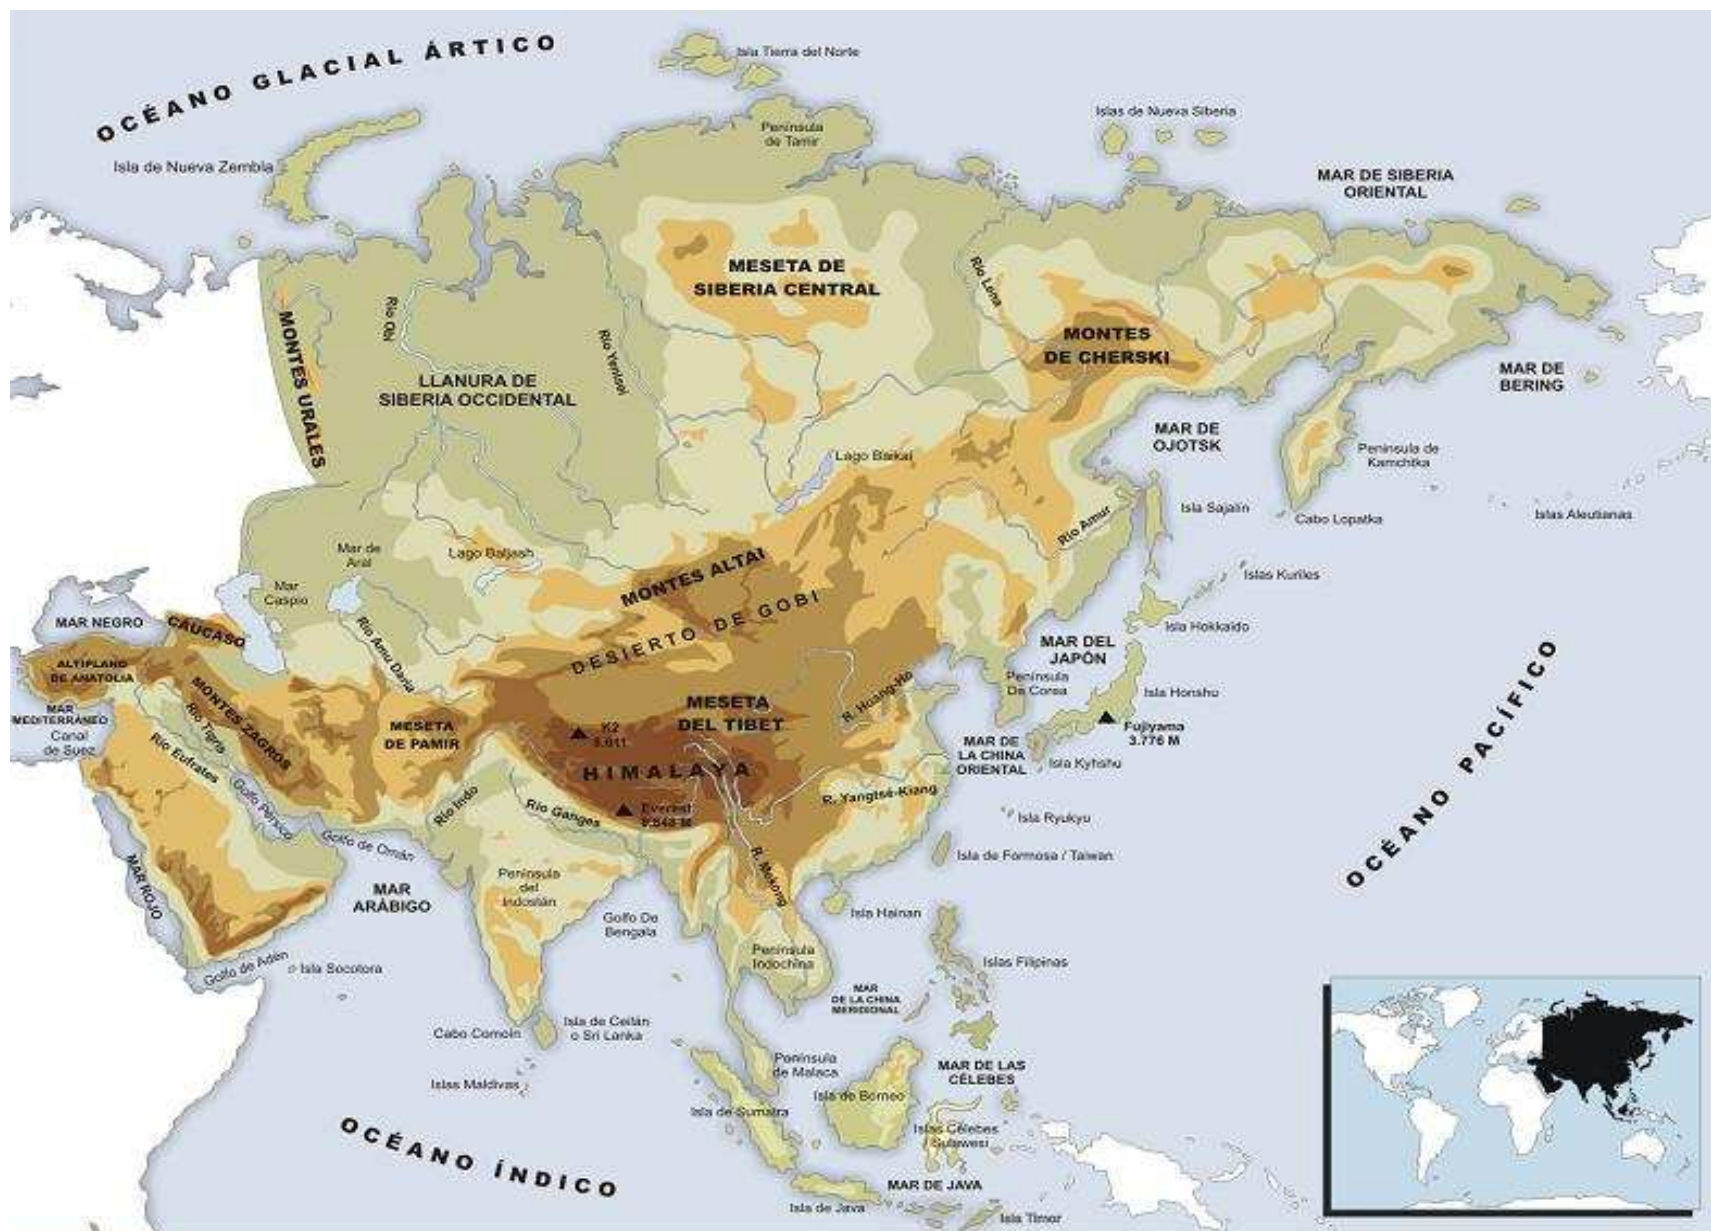 OCÉANO GLACIAL ÁRTICO
Isla Tierra del Norte
Península
de Tamir
Islas de Nueva Siberia
Isla de Nueva Zembla
MAR DE SIBERIA
ORIENTAL
MESETA DE
SIBERIA CENTRAL
Río Lena
Río Obi
MONTES URALES
Río Yenisei
MONTES
DE CHERSKI
LLANURA DE
SIBERIA OCCIDENTAL
MAR DE
BERING
MAR DE
OJOTSK
Península de
Kamchtka
Lago Baikal
Isla Sajalín
Cabo Lopatka
Islas Aleutianas
Río Amur
Mar de
Aral
Lago Baljash
MONTES ALTAI
Islas Kuriles
Mar
Caspio
DESIERTO DE GOBI
MAR NEGRO
CÁUCASO
Isla Hokkaido
Río Amu Daria
MAR DEL
JAPÓN
ALTIPLANO
DE ANATOLIA
Península
De Corea
Isla Honshu
MONTES ZAGROS
MESETA
DEL TIBET
R. Huang-Ho
MAR
MEDITERRÁNEO
Canal
de Suez
Río Tigris
Río Eufrates
MESETA
DE PAMIR
K2
8.611
Fujiyama
3.776 M
MAR DE
LA CHINA
ORIENTAL
Isla Kyhshu
HIMALAYA
Golfo Pérsico
Río Indo
Río Ganges
Everest
8.848 M
R. Yangtsé-Kiang
Isla Ryukyu
OCÉANO PACÍFICO
Golfo de Omán
Isla de Formosa / Taiwan
MAR ROJO
MAR
ARÁBIGO
Península
del
Indostán
R. Mekong
Golfo De
Bengala
Isla Hainan
Península
Indochina
Islas Filipinas
Golfo de Adén
Isla Socotora
MAR
DE LA CHINA
MERIDIONAL
Cabo Comoín
Isla de Ceilán
o Sri Lanka
Península
de Malaca
MAR DE LAS
CÉLEBES
Islas Maldivas
Isla de Sumatra
Isla de Borneo
Islas Célebes
/ Sulawesi
OCÉANO ÍNDICO
MAR DE JAVA
Isla de Java
Isla Timor